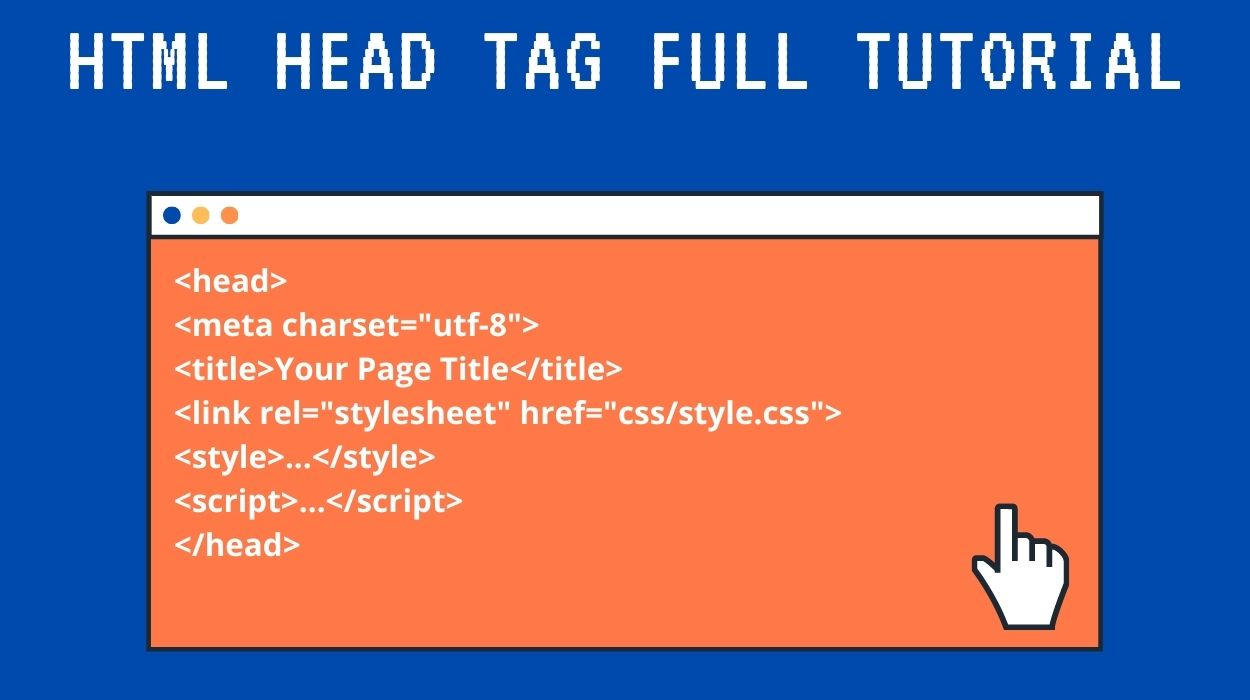 HTML HEAD TAG FULL TUTORIAL
<head>
<meta charset="utf-8">
<title>Your Page Title</title>
<link rel="stylesheet" href="css/style.css">
<style>...</style>
<script>...</script>
</head>